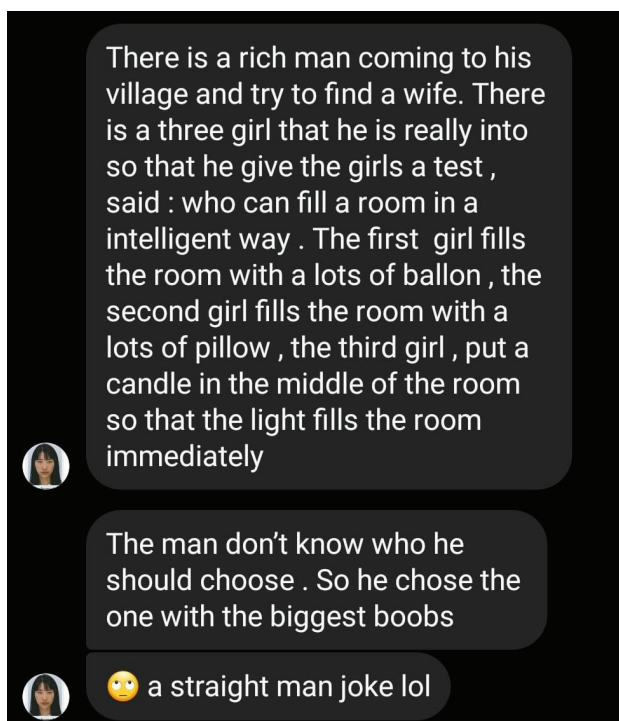 There is a rich man coming to his
village and try to find a wife. There
is a three girl that he is really into
so that he give the girls a test ,
said : who can fill a room in a
intelligent way . The first  girl fills
the room with a lots of ballon , the
second girl fills the room with a
lots of pillow , the third girl , put a
candle in the middle of the room
so that the light fills the room
immediately
The man don’t know who he
should choose . So he chose the
one with the biggest boobs
🙄 a straight man joke lol